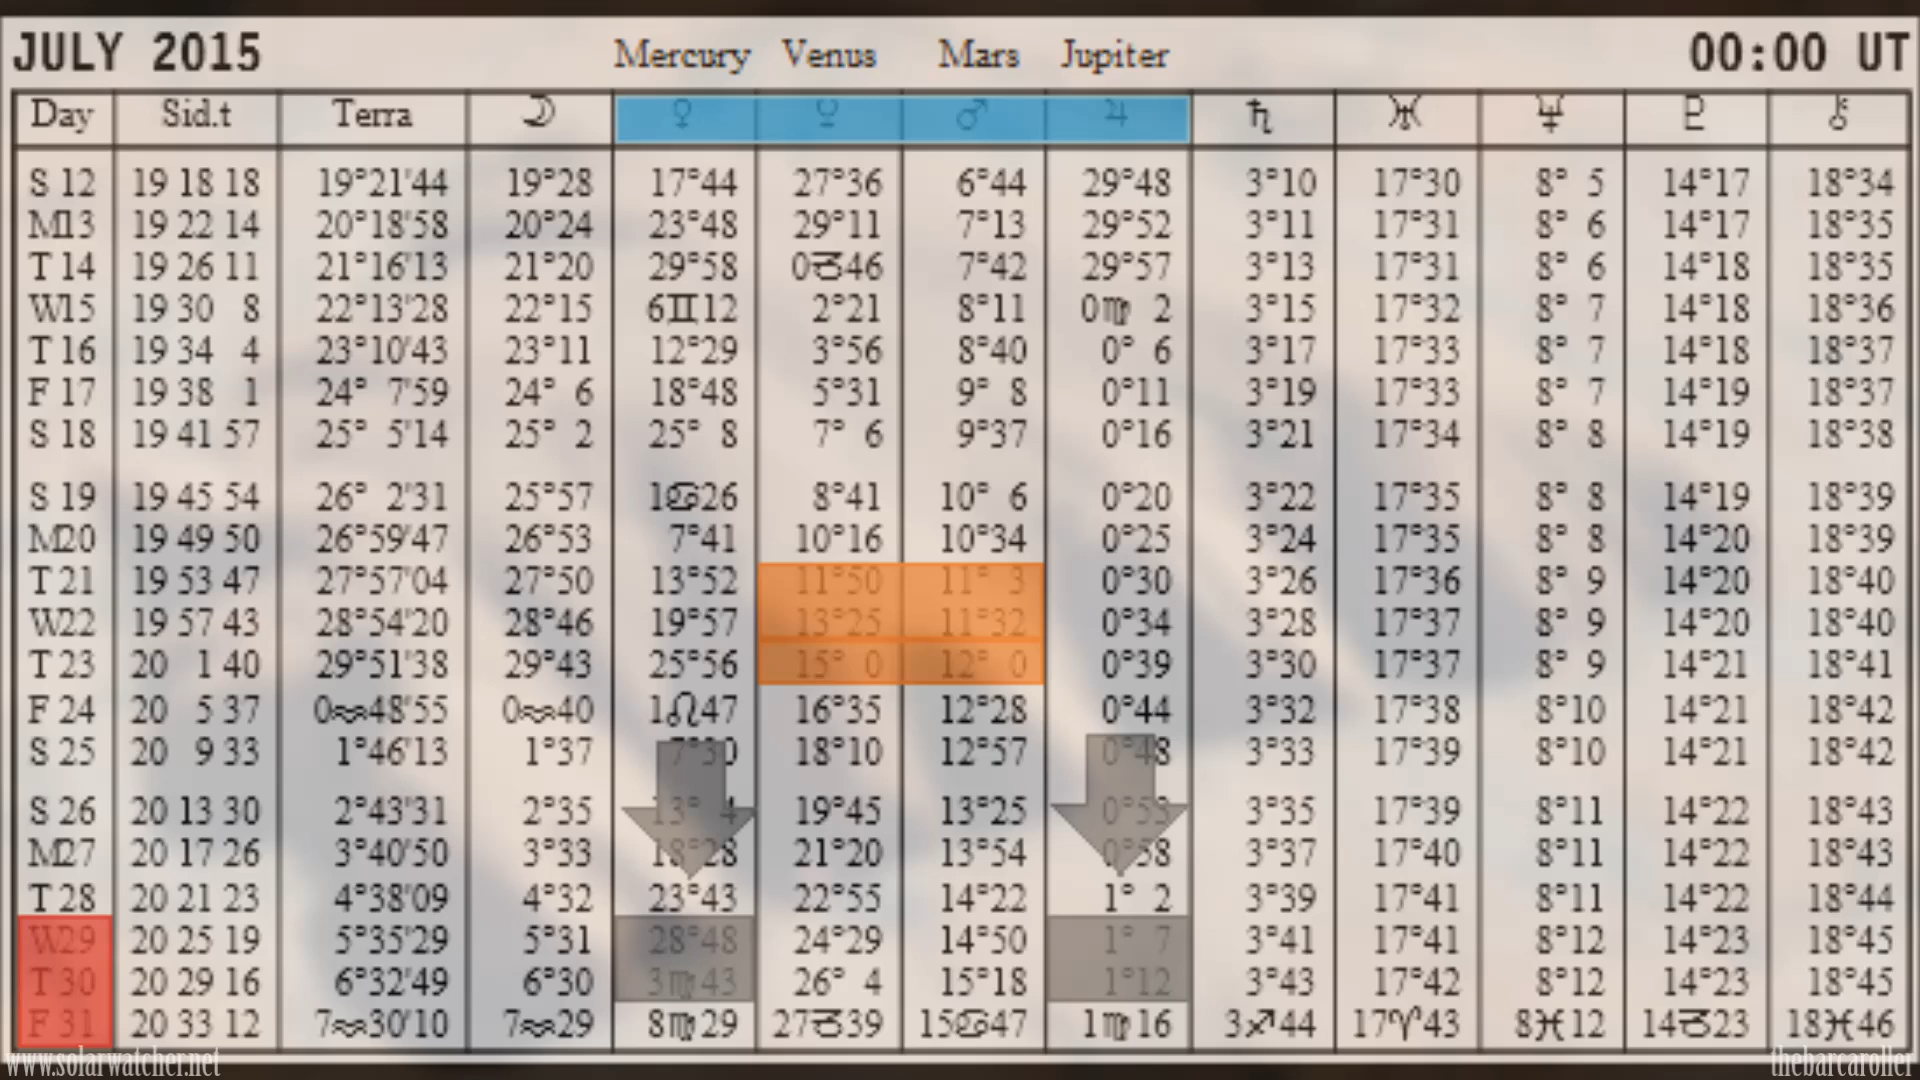 JULY 2015 Mercury Venus Mars Jupiter 00:00 UT
Day Sid.t Terra ☽ ☿ ♀ ♂ ♃ ♄ ♅ ♆ ♇ ⚷
S 12 19 18 18 19°21'44 19°28 17°44 27°36 6°44 29°48 3°10 17°30 8° 5 14°17 18°34
M13 19 22 14 20°18'58 20°24 23°48 29°11 7°13 29°52 3°11 17°31 8° 6 14°17 18°35
T 14 19 26 11 21°16'13 21°20 29°58 0♑46 7°42 29°57 3°13 17°31 8° 6 14°18 18°35
W15 19 30 8 22°13'28 22°15 6♊12 2°21 8°11 0♍ 2 3°15 17°32 8° 7 14°18 18°36
T 16 19 34 4 23°10'43 23°11 12°29 3°56 8°40 0° 6 3°17 17°33 8° 7 14°18 18°37
F 17 19 38 1 24° 7'59 24° 6 18°48 5°31 9° 8 0°11 3°19 17°33 8° 7 14°19 18°37
S 18 19 41 57 25° 5'14 25° 2 25° 8 7° 6 9°37 0°16 3°21 17°34 8° 8 14°19 18°38
S 19 19 45 54 26° 2'31 25°57 1♋26 8°41 10° 6 0°20 3°22 17°35 8° 8 14°19 18°39
M20 19 49 50 26°59'47 26°53 7°41 10°16 10°34 0°25 3°24 17°35 8° 8 14°20 18°39
T 21 19 53 47 27°57'04 27°50 13°52 11°50 11° 3 0°30 3°26 17°36 8° 9 14°20 18°40
W22 19 57 43 28°54'20 28°46 19°57 13°25 11°32 0°34 3°28 17°37 8° 9 14°20 18°40
T 23 20 1 40 29°51'38 29°43 25°56 15° 0 12° 0 0°39 3°30 17°37 8° 9 14°21 18°41
F 24 20 5 37 0♒48'55 0♒40 1♌47 16°35 12°28 0°44 3°32 17°38 8°10 14°21 18°42
S 25 20 9 33 1°46'13 1°37 7°30 18°10 12°57 0°48 3°33 17°39 8°10 14°21 18°42
S 26 20 13 30 2°43'31 2°35 13° 4 19°45 13°25 0°53 3°35 17°39 8°11 14°22 18°43
M27 20 17 26 3°40'50 3°33 18°28 21°20 13°54 0°58 3°37 17°40 8°11 14°22 18°43
T 28 20 21 23 4°38'09 4°32 23°43 22°55 14°22 1° 2 3°39 17°41 8°11 14°22 18°44
W29 20 25 19 5°35'29 5°31 28°48 24°29 14°50 1° 7 3°41 17°41 8°12 14°23 18°45
T 30 20 29 16 6°32'49 6°30 3♍43 26° 4 15°18 1°12 3°43 17°42 8°12 14°23 18°45
F 31 20 33 12 7♒30'10 7♒29 8♍29 27♑39 15♋47 1♍16 3♐44 17♈43 8♓12 14♑23 18♓46
www.solarwatcher.net thebarcaroller